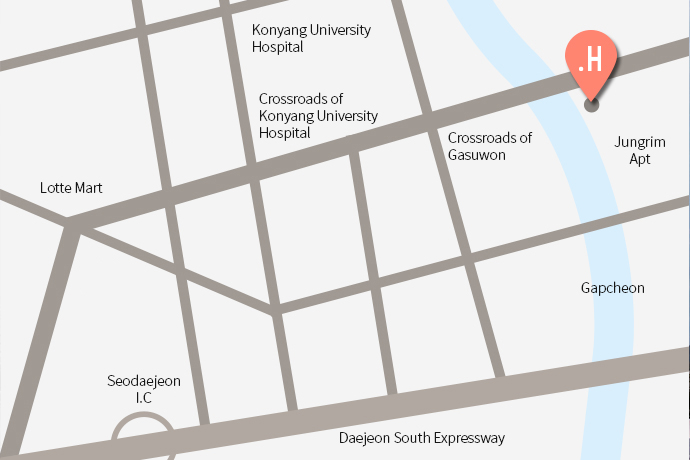 Konyang University
Hospital
.H
Crossroads of
Konyang University
Hospital
Crossroads of
Gasuwon
Jungrim
Apt
Lotte Mart
Gapcheon
Seodaejeon
I.C
Daejeon South Expressway